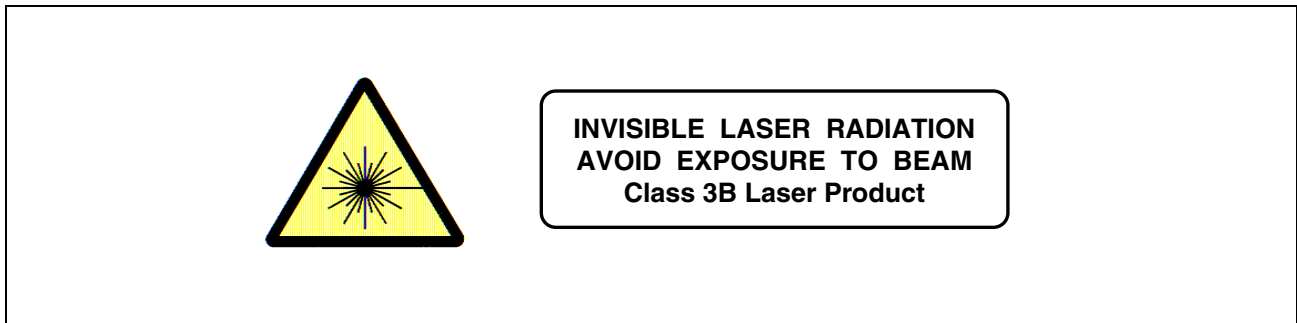 INVISIBLE LASER RADIATION
AVOID EXPOSURE TO BEAM
Class 3B Laser Product